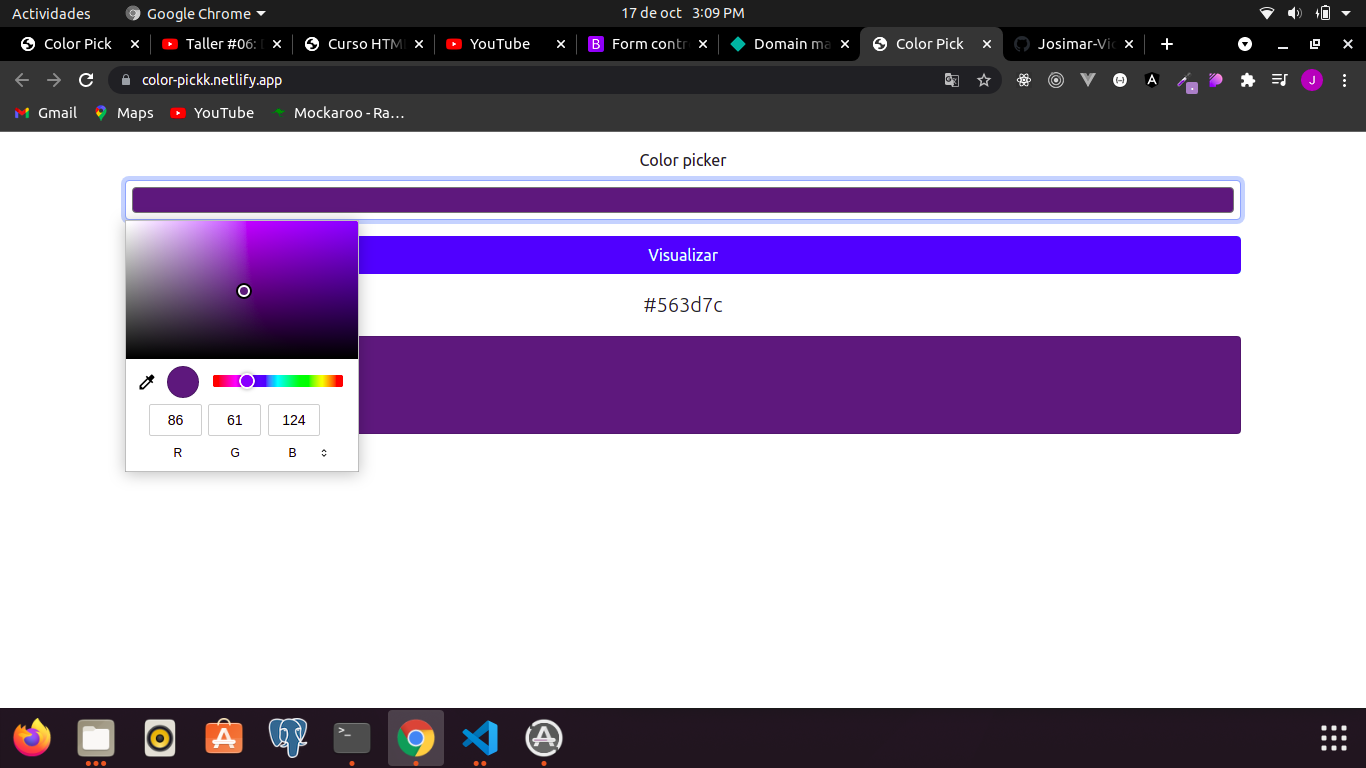 Actividades Google Chrome 17 de oct 3:09 PM
Color Pick Taller #06: Curso HTM YouTube Form contr Domain ma Color Pick Josimar-Vic
color-pickk.netlify.app J
Gmail Maps YouTube Mockaroo - Ra…
Color picker
Visualizar
#563d7c
86 61 124
R G B